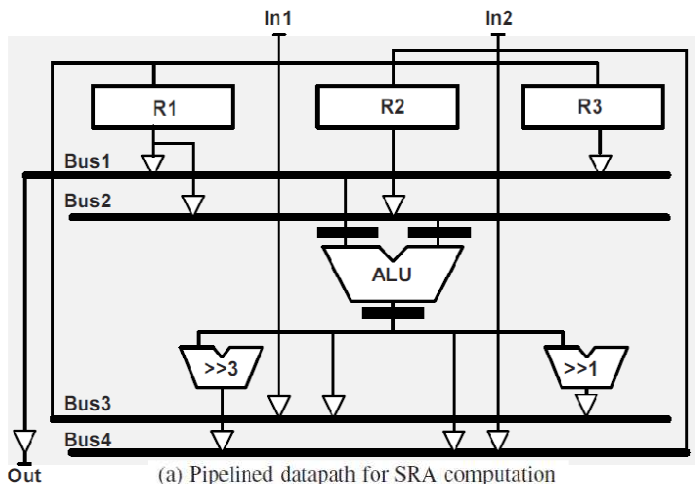 In1 In2
R1 R2 R3
Bus1
Bus2
ALU
>>3 >>1
Bus3
Bus4
Out (a) Pipelined datapath for SRA computation